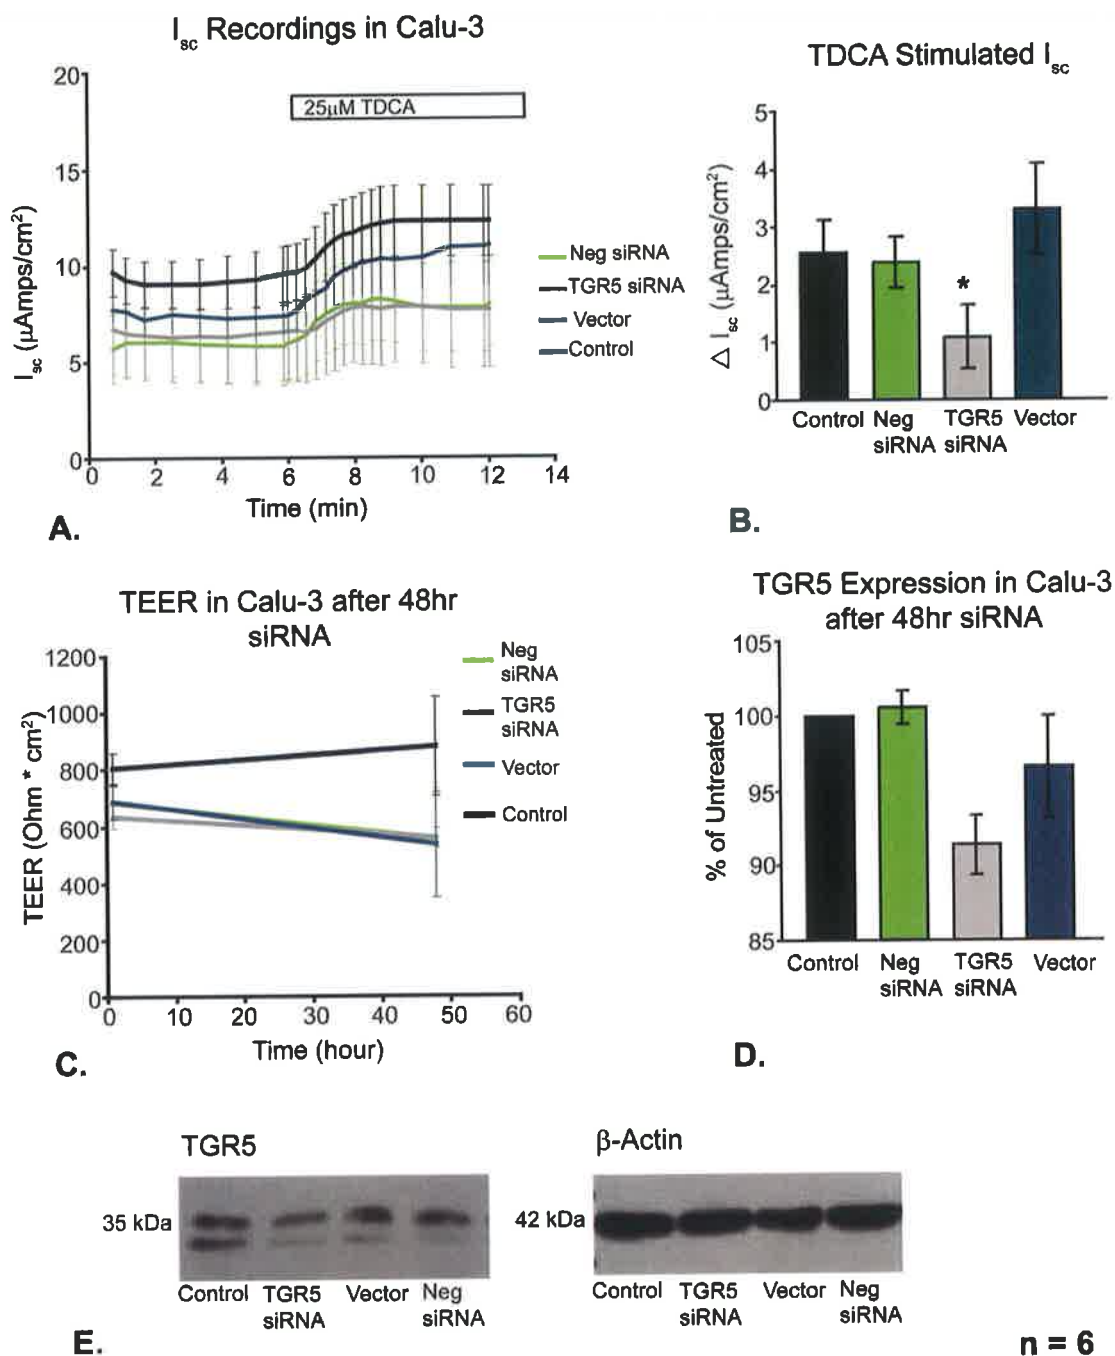 I_sc Recordings in Calu-3
20
15
10
5
0
I_sc (µAmps/cm²)
25µM TDCA
0 2 4 6 8 10 12 14
Time (min)
Neg siRNA
TGR5 siRNA
Vector
Control
A.
TDCA Stimulated I_sc
5
4
3
2
1
0
△ I_sc (µAmps/cm²)
*
Control Neg siRNA TGR5 siRNA Vector
B.
TEER in Calu-3 after 48hr
siRNA
1200
1000
800
600
400
200
0
TEER (Ohm * cm²)
0 10 20 30 40 50 60
Time (hour)
Neg
siRNA
TGR5
siRNA
Vector
Control
C.
TGR5 Expression in Calu-3
after 48hr siRNA
105
100
95
90
85
% of Untreated
Control Neg siRNA TGR5 siRNA Vector
D.
TGR5
35 kDa
Control TGR5 siRNA Vector Neg siRNA
β-Actin
42 kDa
Control TGR5 siRNA Vector Neg siRNA
E.
n = 6